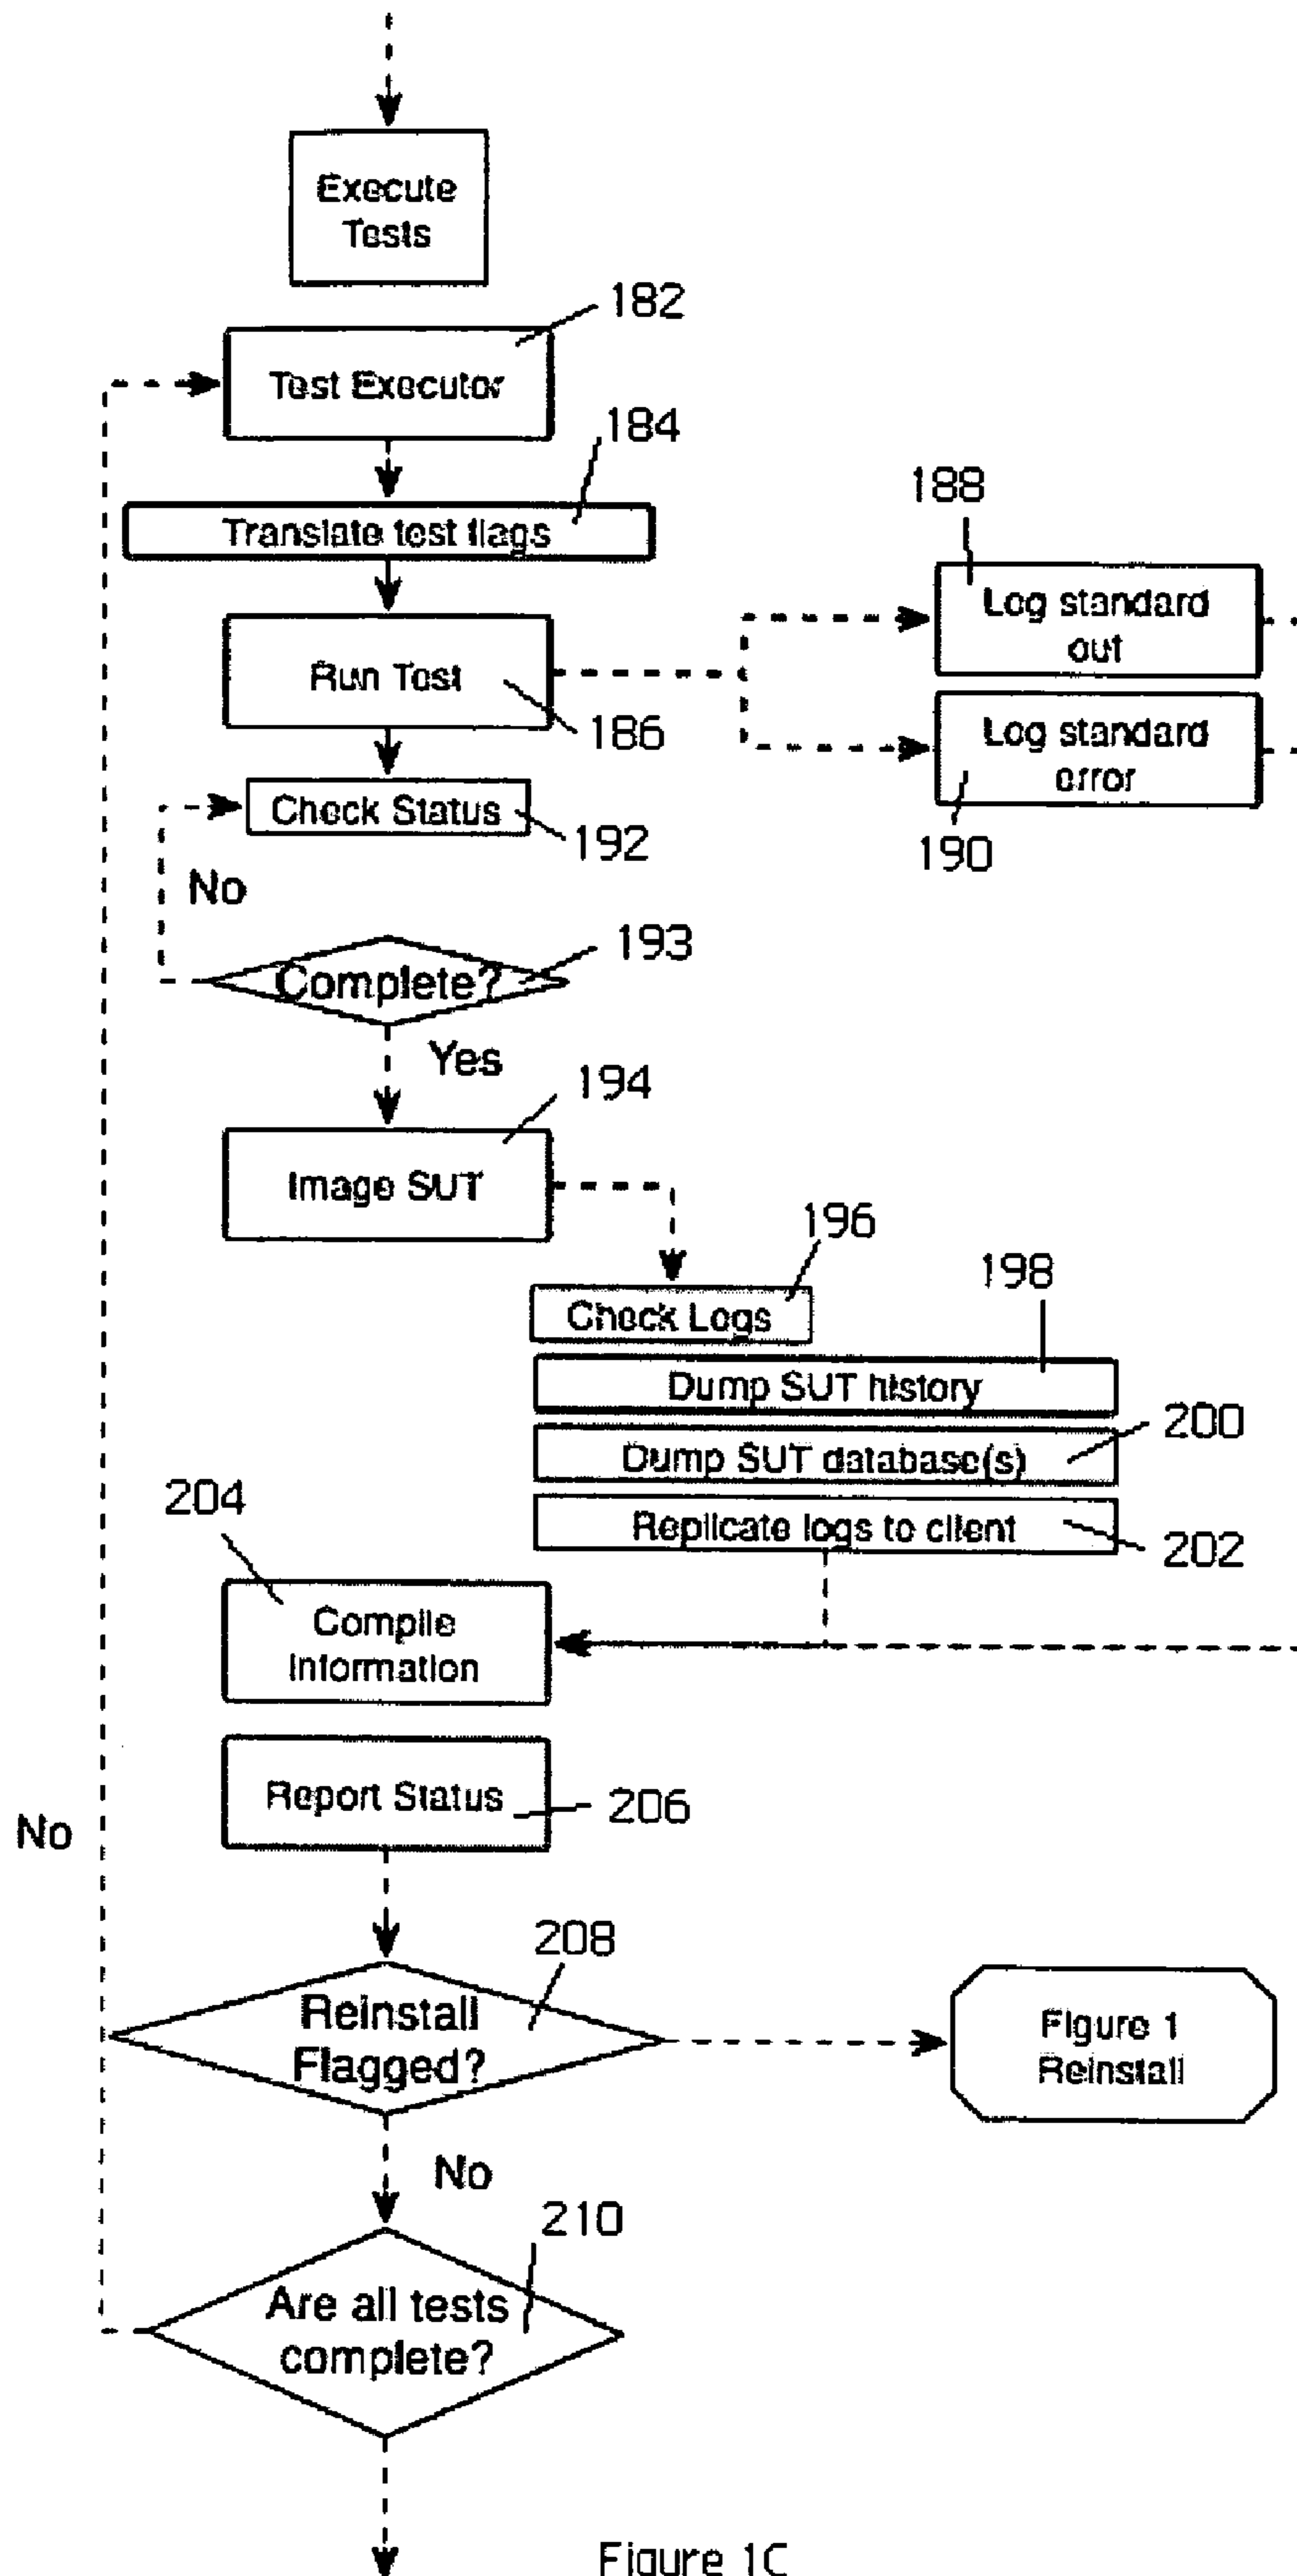 Execute
Tests
182
Test Executor
184
Translate test flags
188
Log standard
out
Run Test
186
Log standard
error
190
Check Status
192
No
193
Complete?
Yes
194
Image SUT
196
Check Logs
198
Dump SUT history
200
Dump SUT database(s)
204
Replicate logs to client
202
Compile
Information
Report Status
206
No
208
Reinstall
Flagged?
Figure 1
Reinstall
No
210
Are all tests
complete?
Figure 1C